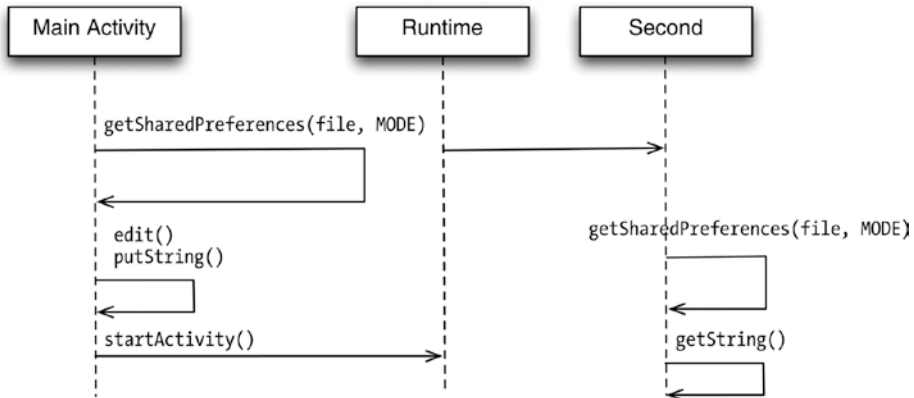 Main Activity
Runtime
Second
getSharedPreferences(file, MODE)
getSharedPreferences(file, MODE)
edit()
putString()
startActivity()
getString()